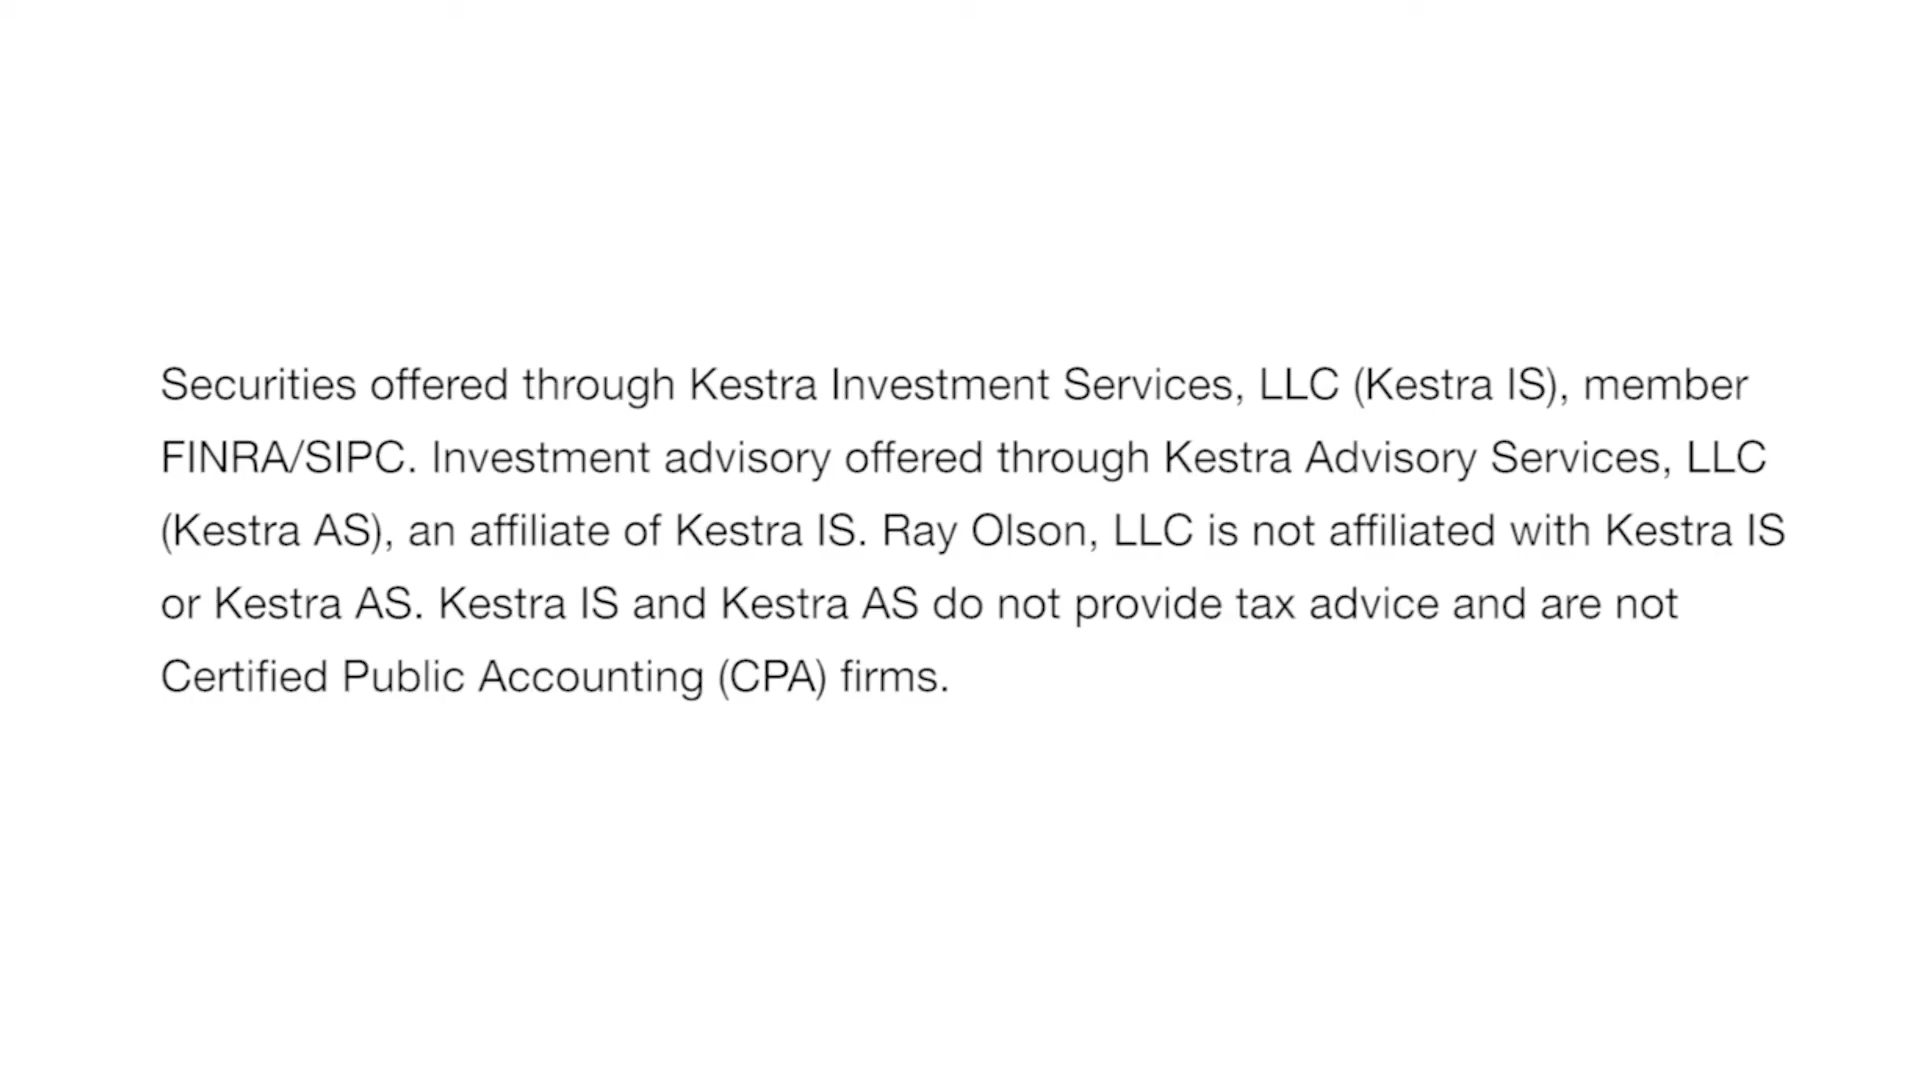 Securities offered through Kestra Investment Services, LLC (Kestra IS), member
FINRA/SIPC. Investment advisory offered through Kestra Advisory Services, LLC
(Kestra AS), an affiliate of Kestra IS. Ray Olson, LLC is not affiliated with Kestra IS
or Kestra AS. Kestra IS and Kestra AS do not provide tax advice and are not
Certified Public Accounting (CPA) firms.